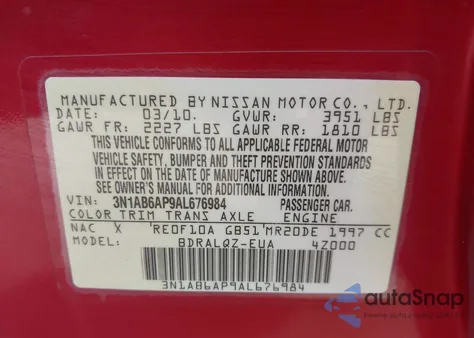 MANUFACTURED BY NISSAN MOTOR CO., LTD.
DATE: 03/10. GVWR: 3951 LBS
GAWR FR: 2227 LBS GAWR RR: 1810 LBS
THIS VEHICLE CONFORMS TO ALL APPLICABLE FEDERAL MOTOR
VEHICLE SAFETY, BUMPER AND THEFT PREVENTION STANDARDS
IN EFFECT ON THE DATE OF MANUFACTURE SHOWN ABOVE.
SEE OWNER'S MANUAL FOR ADDITIONAL INFORMATION
VIN: 3N1AB6AP9AL676984 PASSENGER CAR.
COLOR TRIM TRANS AXLE ENGINE
NAC X 'RE0F10A GB51'MR20DE 1997 CC
MODEL: BDRALQZ-EUA 4Z000
3N1AB6AP9AL676984
autoSnap